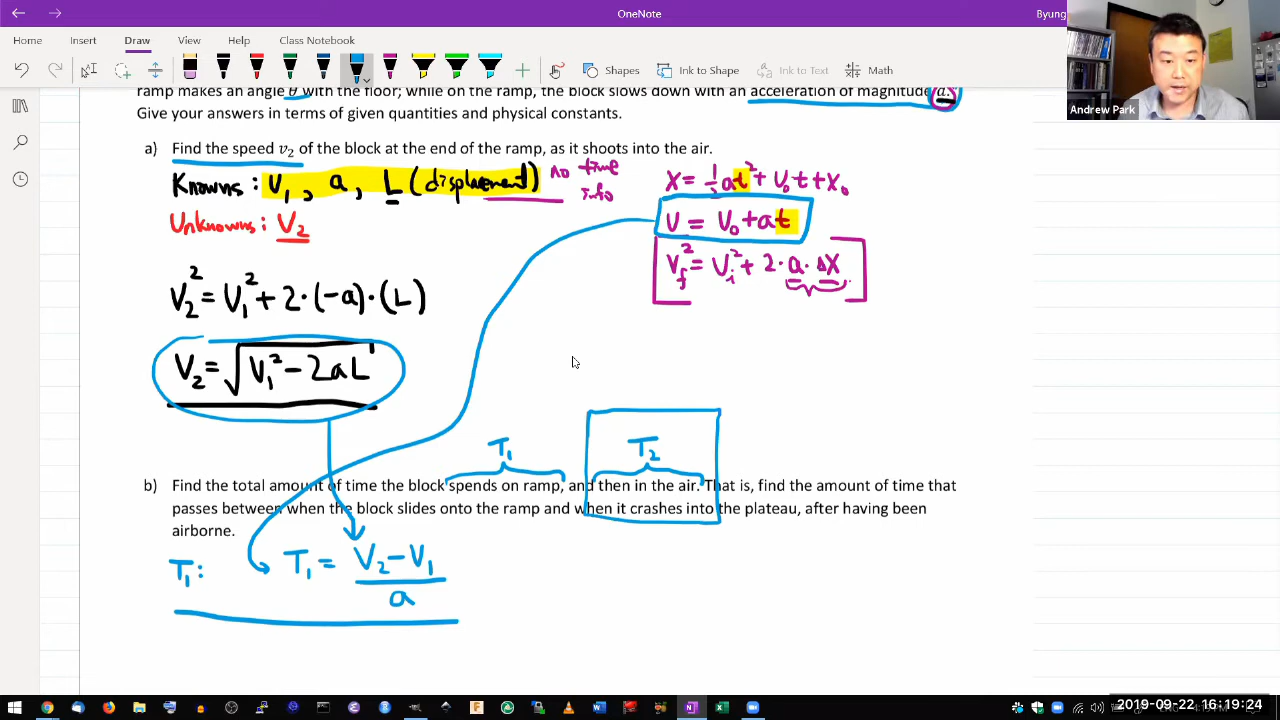 OneNote
Byung
Home Insert Draw View Help Class Notebook
Shapes Ink to Shape Ink to Text Math
ramp makes an angle θ with the floor; while on the ramp, the block slows down with an acceleration of magnitude a.
Give your answers in terms of given quantities and physical constants.
Andrew Park
a) Find the speed v₂ of the block at the end of the ramp, as it shoots into the air.
Knowns: V₁, a, L (displacement) no time info
Unknowns: V₂
X = ½at² + V₀t + X₀
V = V₀ + at
V_f² = V_i² + 2·a·ΔX
V₂² = V₁² + 2·(-a)·(L)
V₂ = √V₁² - 2aL
T₁ T₂
b) Find the total amount of time the block spends on ramp, and then in the air. That is, find the amount of time that
passes between when the block slides onto the ramp and when it crashes into the plateau, after having been
airborne.
T₁: T₁ = V₂-V₁ / a
2019-09-22 16:19:24